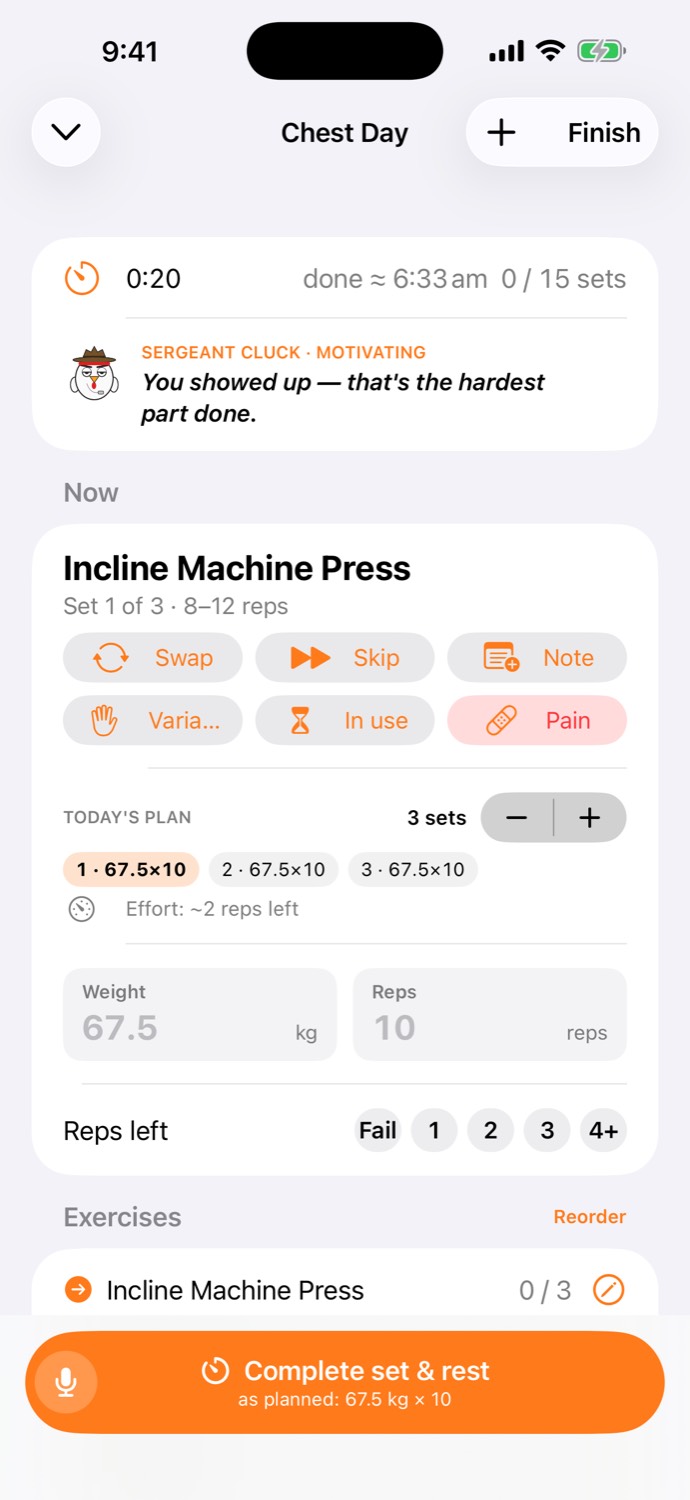 9:41
Chest Day
Finish
0:20 done ≈ 6:33 am 0 / 15 sets
SERGEANT CLUCK · MOTIVATING
You showed up — that's the hardest
part done.
Now
Incline Machine Press
Set 1 of 3 · 8–12 reps
Swap Skip Note
Varia... In use Pain
TODAY'S PLAN 3 sets − +
1 · 67.5×10 2 · 67.5×10 3 · 67.5×10
Effort: ~2 reps left
Weight Reps
67.5 kg 10 reps
Reps left Fail 1 2 3 4+
Exercises Reorder
Incline Machine Press 0 / 3
Complete set & rest
as planned: 67.5 kg × 10